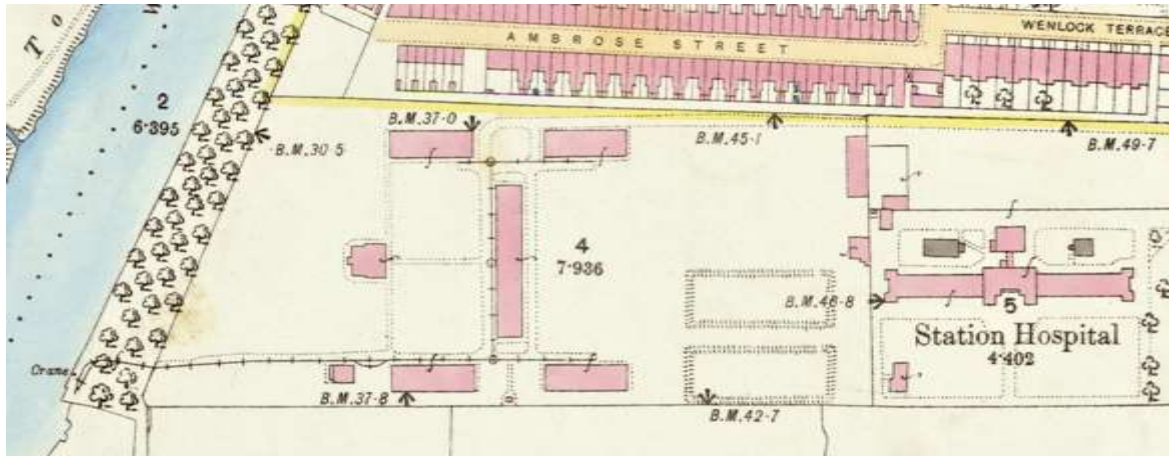 WENLOCK TERRACE
AMBROSE STREET
2
6·395
B.M.37·0
B.M.45·1
B.M.49·7
B.M.30·5
4
7·936
B.M.46·8
5
Station Hospital
4·402
Crane
B.M.37·8
B.M.42·7